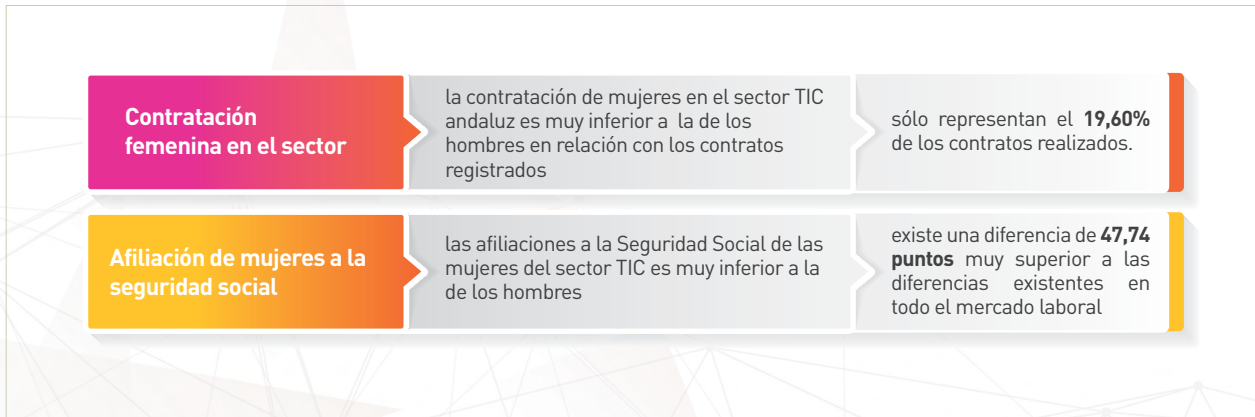 Contratación
femenina en el sector
la contratación de mujeres en el sector TIC
andaluz es muy inferior a la de los
hombres en relación con los contratos
registrados
sólo representan el 19,60%
de los contratos realizados.
Afiliación de mujeres a la
seguridad social
las afiliaciones a la Seguridad Social de las
mujeres del sector TIC es muy inferior a la
de los hombres
existe una diferencia de 47,74
puntos muy superior a las
diferencias existentes en
todo el mercado laboral